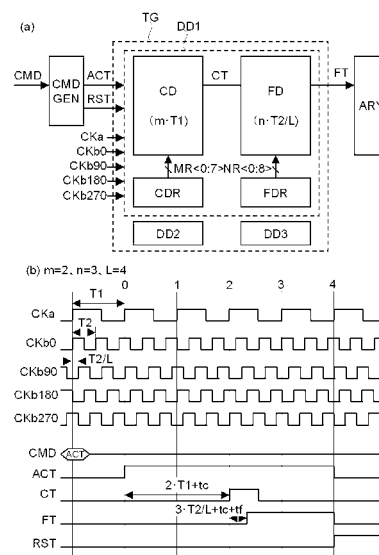 (a)
TG
DD1
CMD
CMD
GEN
ACT
RST
CD
(m·T1)
CT
FD
(n·T2/L)
FT
ARY
CKa
CKb0
CKb90
CKb180
CKb270
MR<0:7>
NR<0:8>
CDR
FDR
DD2
DD3
(b) m=2、n=3、L=4
0 1 2 3 4
T1
CKa
T2
CKb0
T2/L
CKb90
CKb180
CKb270
CMD
ACT
ACT
2·T1+tc
CT
3·T2/L+tc+tf
FT
RST